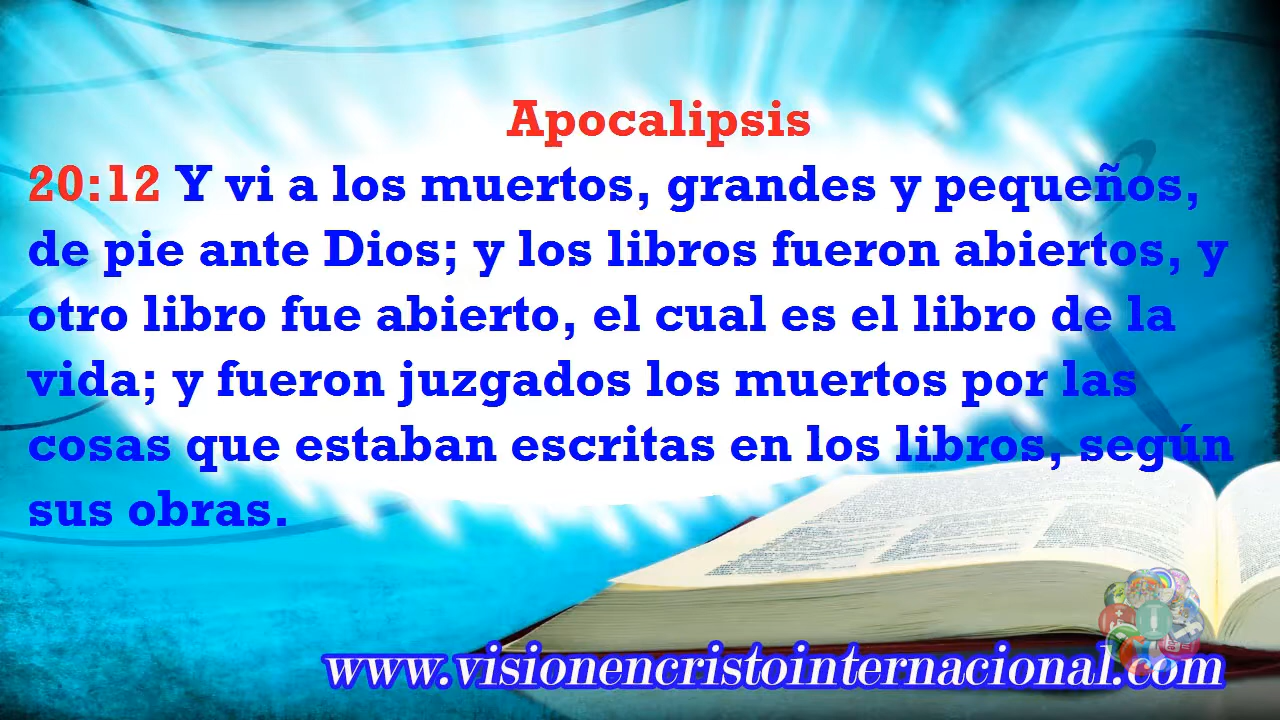 Apocalipsis
20:12 Y vi a los muertos, grandes y pequeños,
de pie ante Dios; y los libros fueron abiertos, y
otro libro fue abierto, el cual es el libro de la
vida; y fueron juzgados los muertos por las
cosas que estaban escritas en los libros, según
sus obras.
www.visionencristointernacional.com